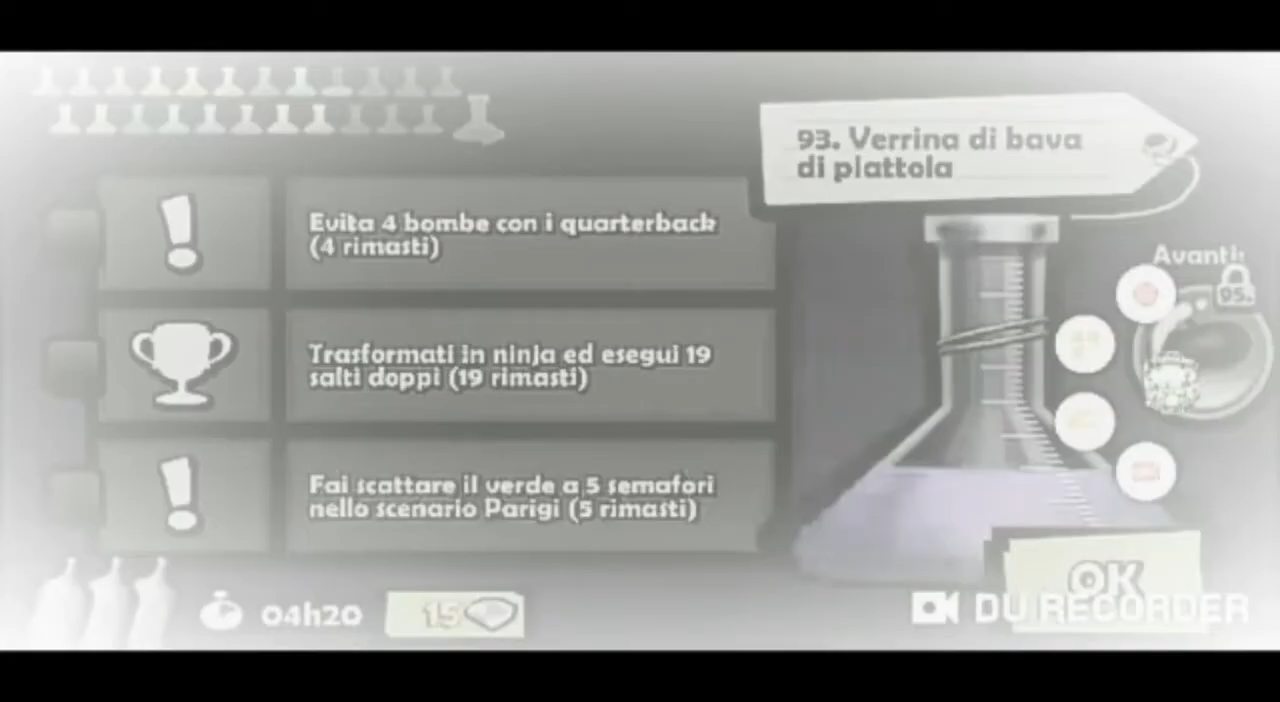 93. Verrina di bava
di plattola
Evita 4 bombe con i quarterback
(4 rimasti)
Avanti:
95.
Trasformati in ninja ed esegui 19
salti doppi (19 rimasti)
Fai scattare il verde a 5 semafori
nello scenario Parigi (5 rimasti)
04h20
15
OK
DU RECORDER